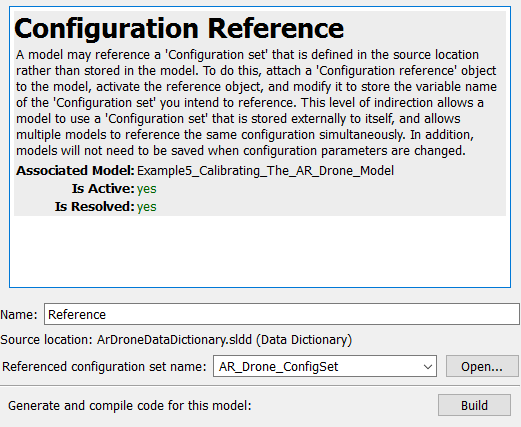 Configuration Reference
A model may reference a 'Configuration set' that is defined in the source location
rather than stored in the model. To do this, attach a 'Configuration reference' object
to the model, activate the reference object, and modify it to store the variable name
of the 'Configuration set' you intend to reference. This level of indirection allows a
model to use a 'Configuration set' that is stored externally to itself, and allows
multiple models to reference the same configuration simultaneously. In addition,
models will not need to be saved when configuration parameters are changed.
Associated Model: Example5_Calibrating_The_AR_Drone_Model
Is Active: yes
Is Resolved: yes
Name: Reference
Source location: ArDroneDataDictionary.sldd (Data Dictionary)
Referenced configuration set name: AR_Drone_ConfigSet Open...
Generate and compile code for this model: Build